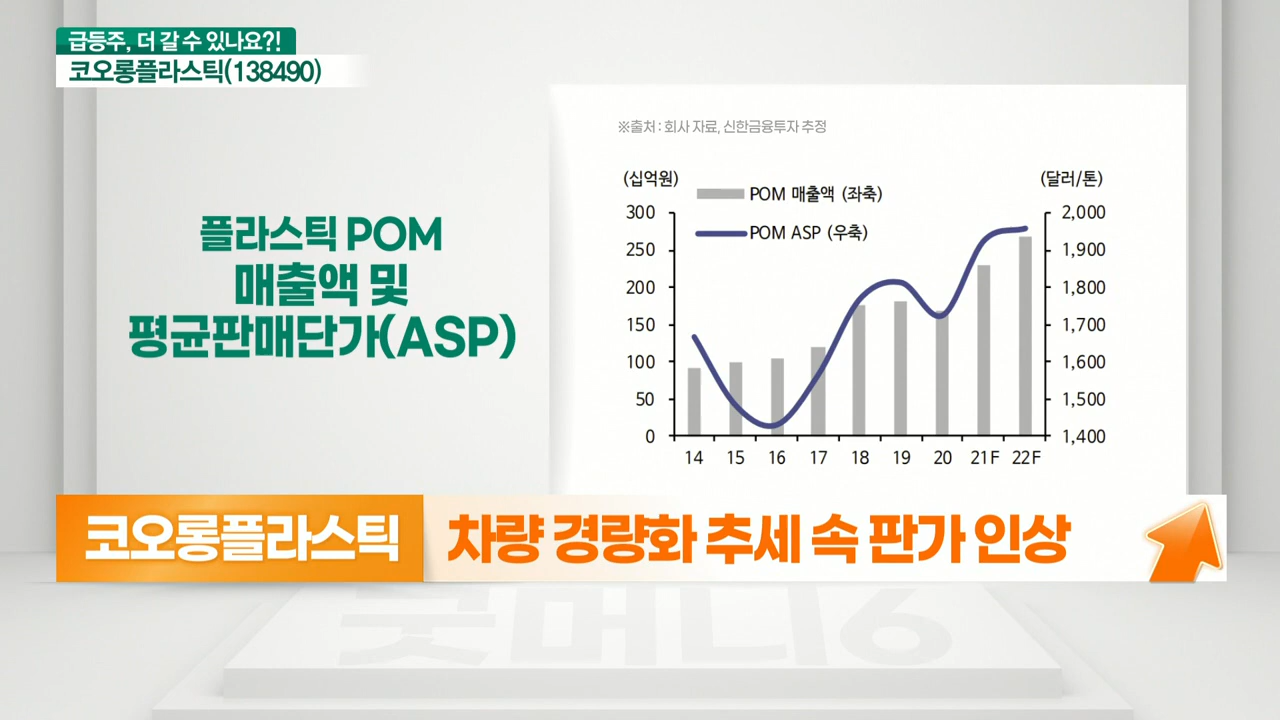 급등주, 더 갈 수 있나요?!
코오롱플라스틱(138490)
플라스틱 POM
매출액 및
평균판매단가(ASP)
※출처 : 회사 자료, 신한금융투자 추정
(십억원)
(달러/톤)
POM 매출액 (좌축)
POM ASP (우축)
300
250
200
150
100
50
0
2,000
1,900
1,800
1,700
1,600
1,500
1,400
14 15 16 17 18 19 20 21F 22F
코오롱플라스틱
차량 경량화 추세 속 판가 인상
굿머니6